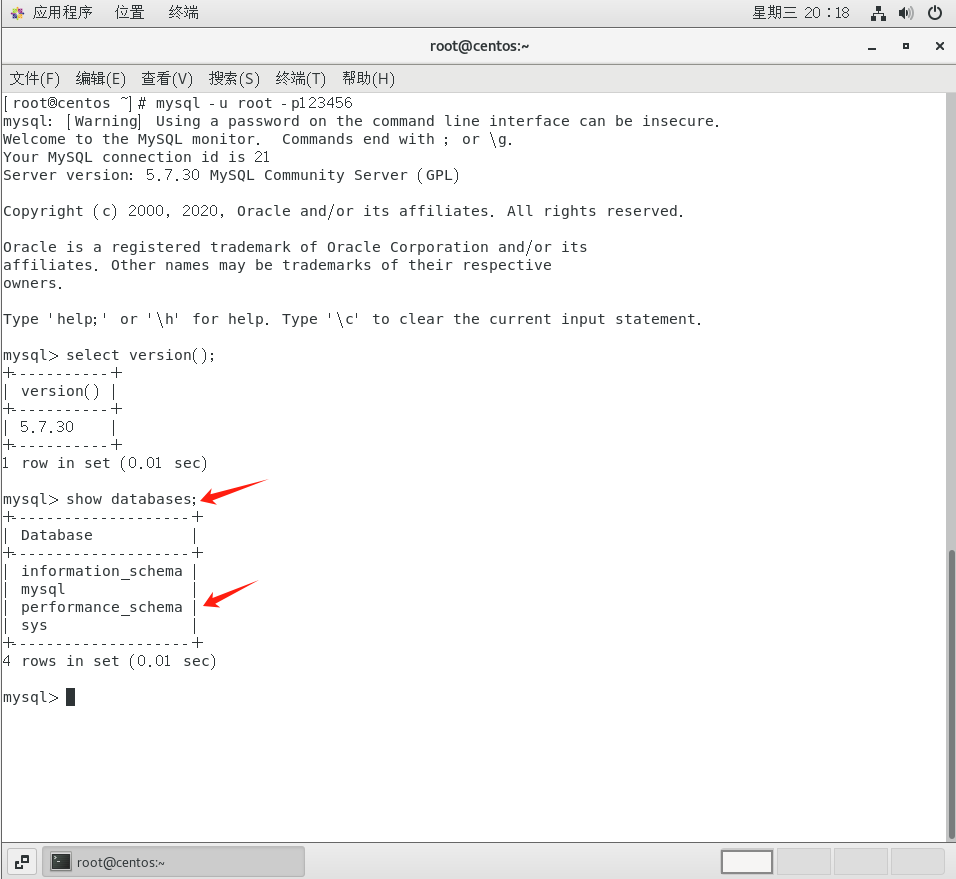 应用程序 位置 终端 星期三 20：18
root@centos:~
文件(F) 编辑(E) 查看(V) 搜索(S) 终端(T) 帮助(H)
[root@centos ~]# mysql -u root -p123456
mysql: [Warning] Using a password on the command line interface can be insecure.
Welcome to the MySQL monitor.  Commands end with ; or \g.
Your MySQL connection id is 21
Server version: 5.7.30 MySQL Community Server (GPL)
Copyright (c) 2000, 2020, Oracle and/or its affiliates. All rights reserved.
Oracle is a registered trademark of Oracle Corporation and/or its
affiliates. Other names may be trademarks of their respective
owners.
Type 'help;' or '\h' for help. Type '\c' to clear the current input statement.
mysql> select version();
+-----------+
| version() |
+-----------+
| 5.7.30    |
+-----------+
1 row in set (0.01 sec)
mysql> show databases;
+--------------------+
| Database           |
+--------------------+
| information_schema |
| mysql              |
| performance_schema |
| sys                |
+--------------------+
4 rows in set (0.01 sec)
mysql>
root@centos:~